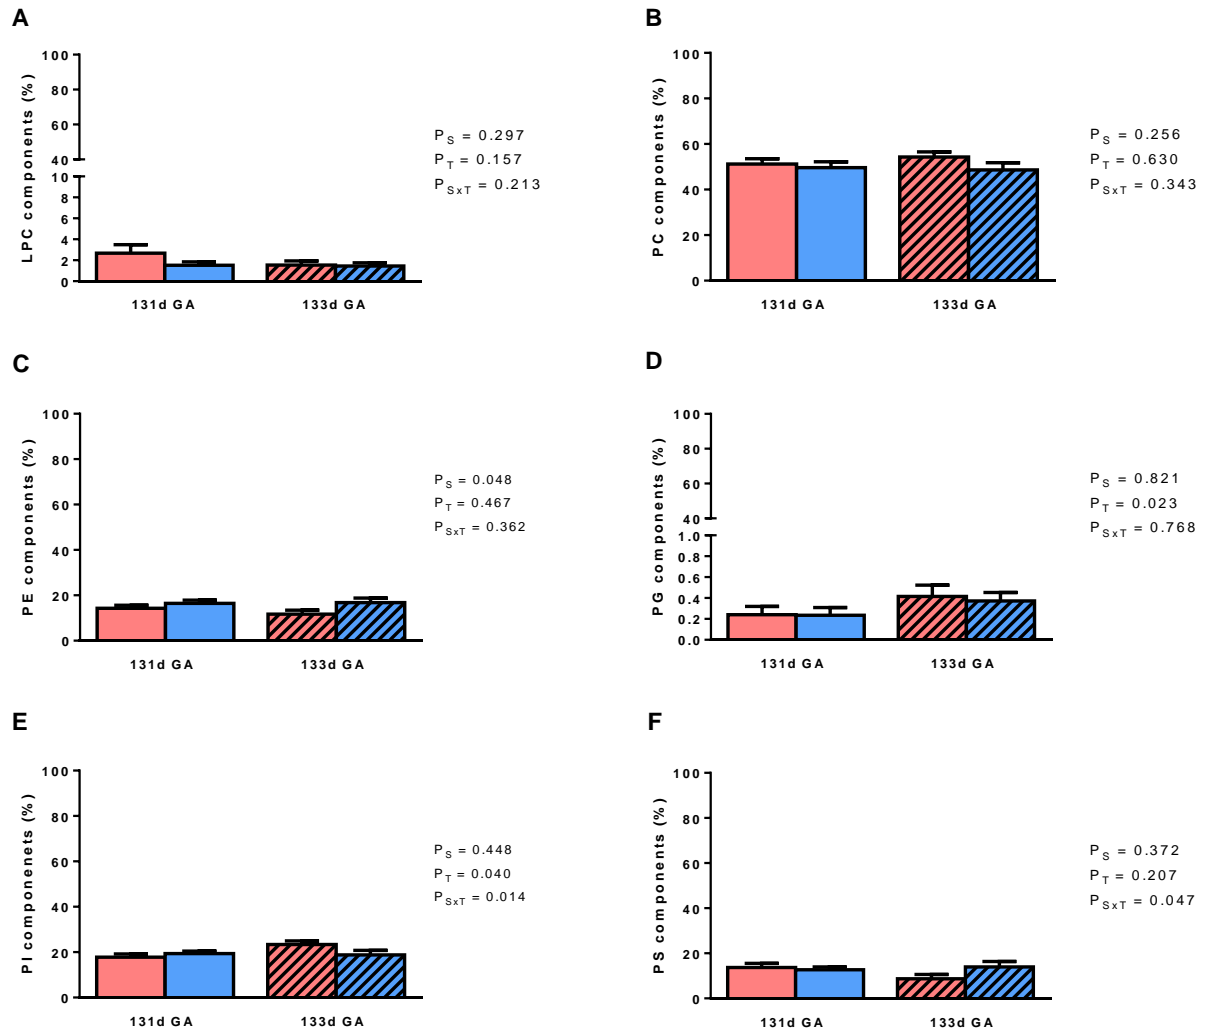 A
LPC components (%)
100
80
60
40
10
8
6
4
2
0
131d GA 133d GA
P_S = 0.297
P_T = 0.157
P_SxT = 0.213
B
PC components (%)
100
80
60
40
20
0
131d GA 133d GA
P_S = 0.256
P_T = 0.630
P_SxT = 0.343
C
PE components (%)
100
80
60
40
20
0
131d GA 133d GA
P_S = 0.048
P_T = 0.467
P_SxT = 0.362
D
PG components (%)
100
80
60
40
1.0
0.8
0.6
0.4
0.2
0.0
131d GA 133d GA
P_S = 0.821
P_T = 0.023
P_SxT = 0.768
E
PI componenets (%)
100
80
60
40
20
0
131d GA 133d GA
P_S = 0.448
P_T = 0.040
P_SxT = 0.014
F
PS components (%)
100
80
60
40
20
0
131d GA 133d GA
P_S = 0.372
P_T = 0.207
P_SxT = 0.047